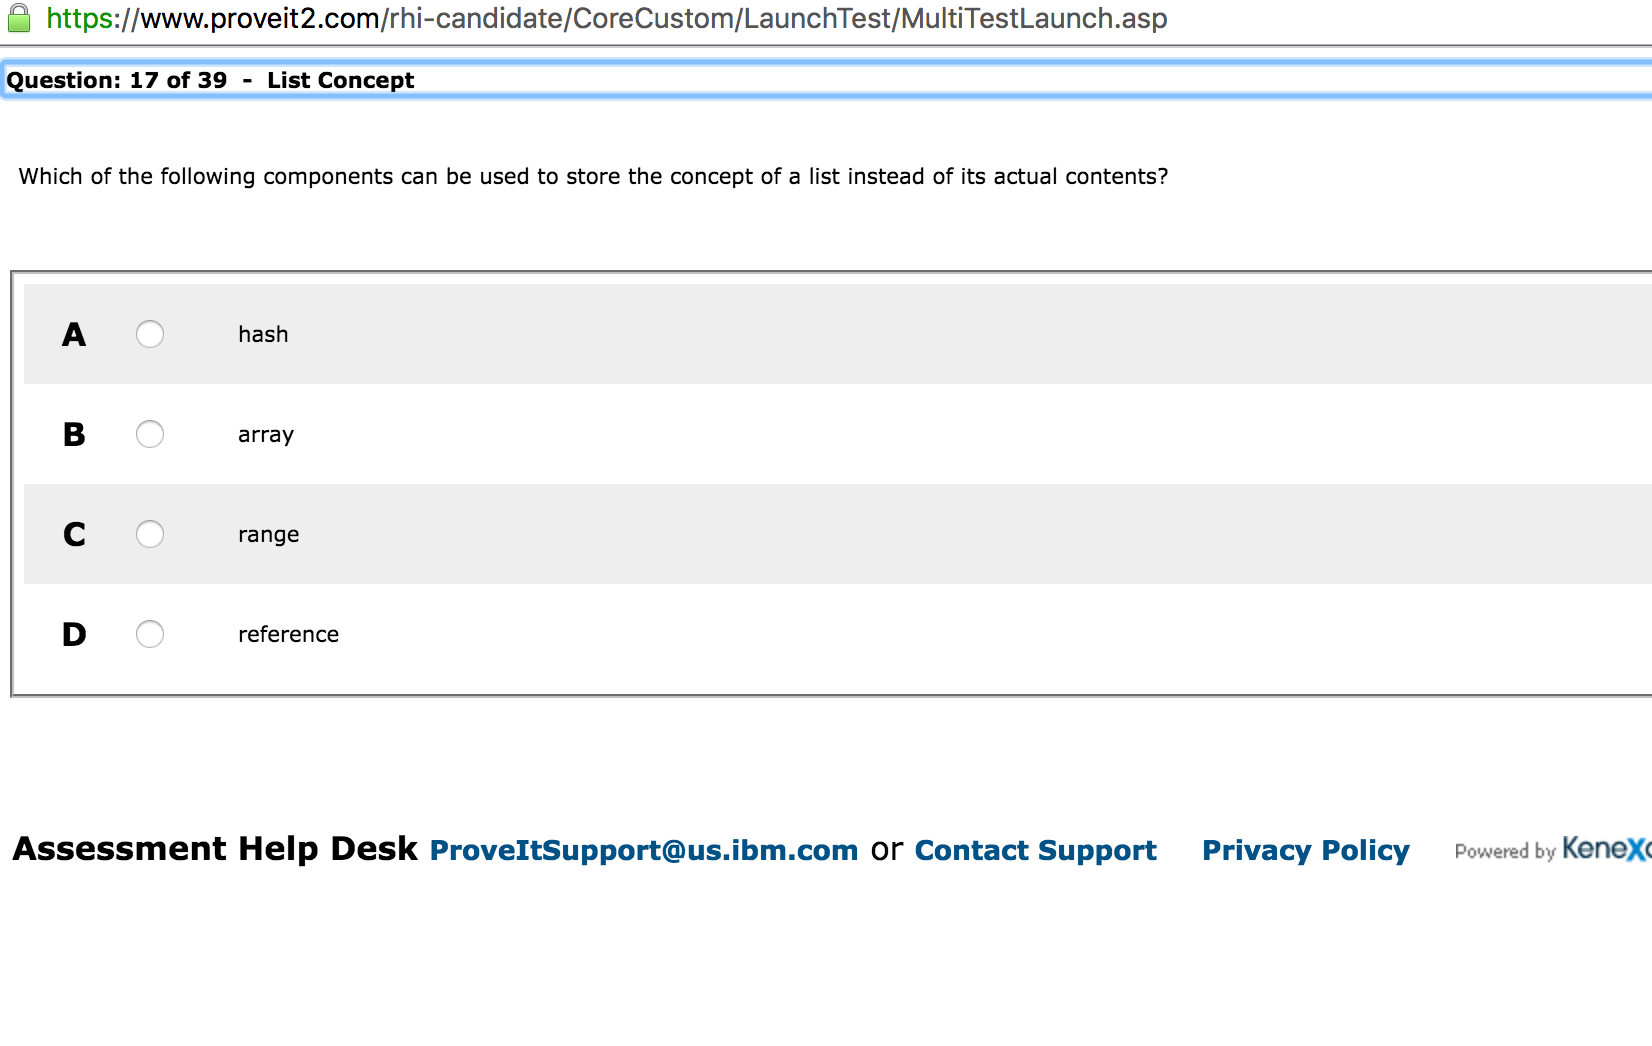 https://www.proveit2.com/rhi-candidate/CoreCustom/LaunchTest/MultiTestLaunch.asp
Question: 17 of 39 - List Concept
Which of the following components can be used to store the concept of a list instead of its actual contents?
A hash
B array
C range
D reference
Assessment Help Desk ProveItSupport@us.ibm.com or Contact Support Privacy Policy Powered by